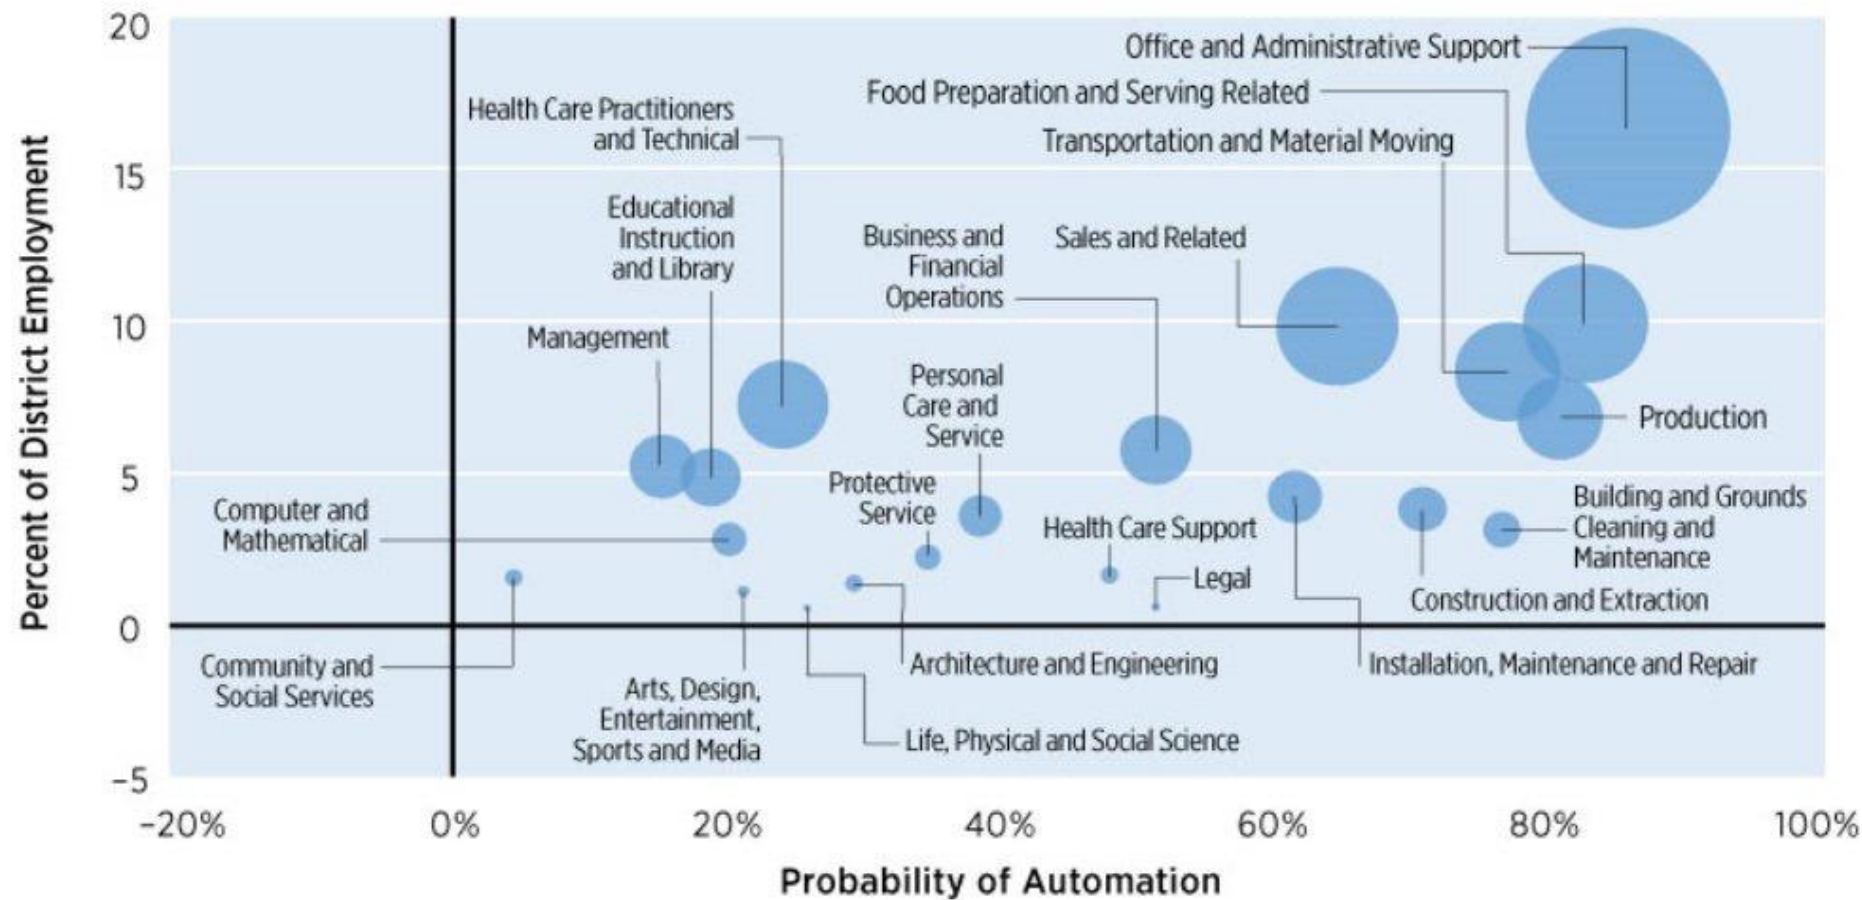 20
Office and Administrative Support
Food Preparation and Serving Related
Health Care Practitioners
and Technical
Transportation and Material Moving
15
Educational
Instruction
and Library
Business and
Financial
Operations
Sales and Related
10
Management
Personal
Care and
Service
Production
5
Protective
Service
Computer and
Mathematical
Health Care Support
Building and Grounds
Cleaning and
Maintenance
Legal
Construction and Extraction
0
Community and
Social Services
Architecture and Engineering
Installation, Maintenance and Repair
Arts, Design,
Entertainment,
Sports and Media
Life, Physical and Social Science
−5
Percent of District Employment
−20%
0%
20%
40%
60%
80%
100%
Probability of Automation